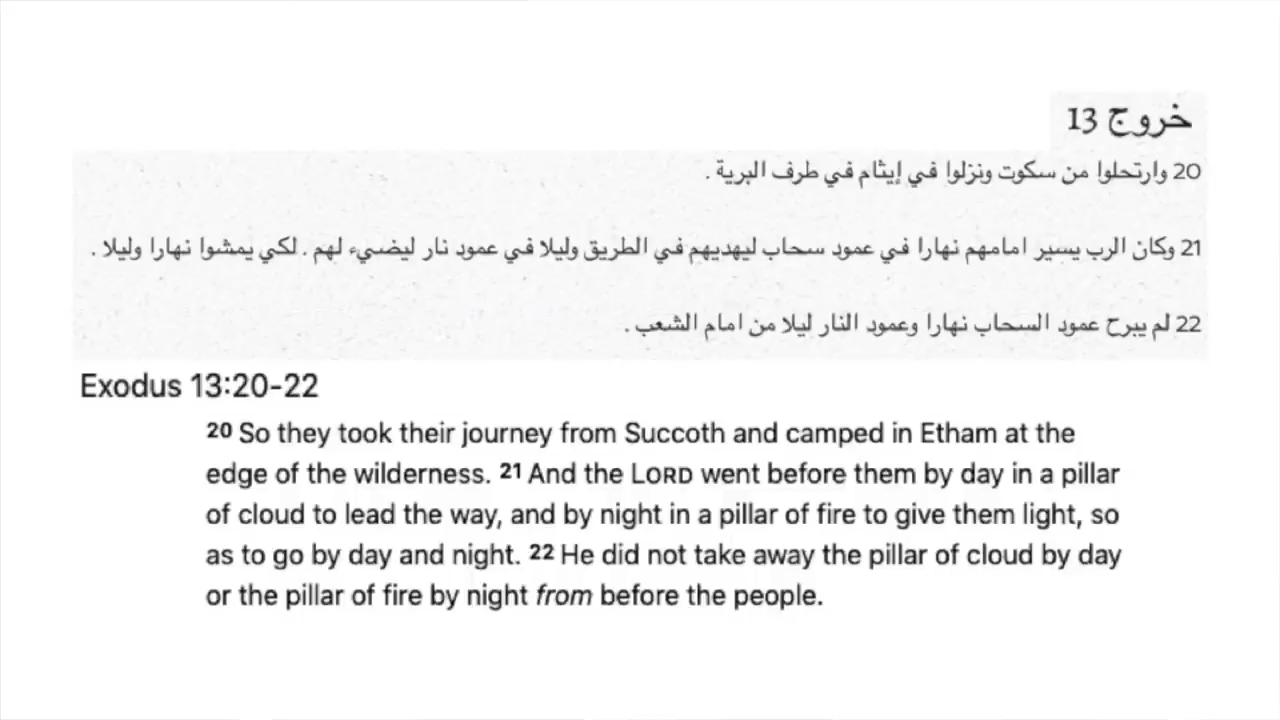 خروج 13
20 وارتحلوا من سكوت ونزلوا في إيثام في طرف البرية .
21 وكان الرب يسير امامهم نهارا في عمود سحاب ليهديهم في الطريق وليلا في عمود نار ليضيء لهم . لكي يمشوا نهارا وليلا .
22 لم يبرح عمود السحاب نهارا وعمود النار ليلا من امام الشعب .
Exodus 13:20-22
20 So they took their journey from Succoth and camped in Etham at the
edge of the wilderness. 21 And the LORD went before them by day in a pillar
of cloud to lead the way, and by night in a pillar of fire to give them light, so
as to go by day and night. 22 He did not take away the pillar of cloud by day
or the pillar of fire by night from before the people.